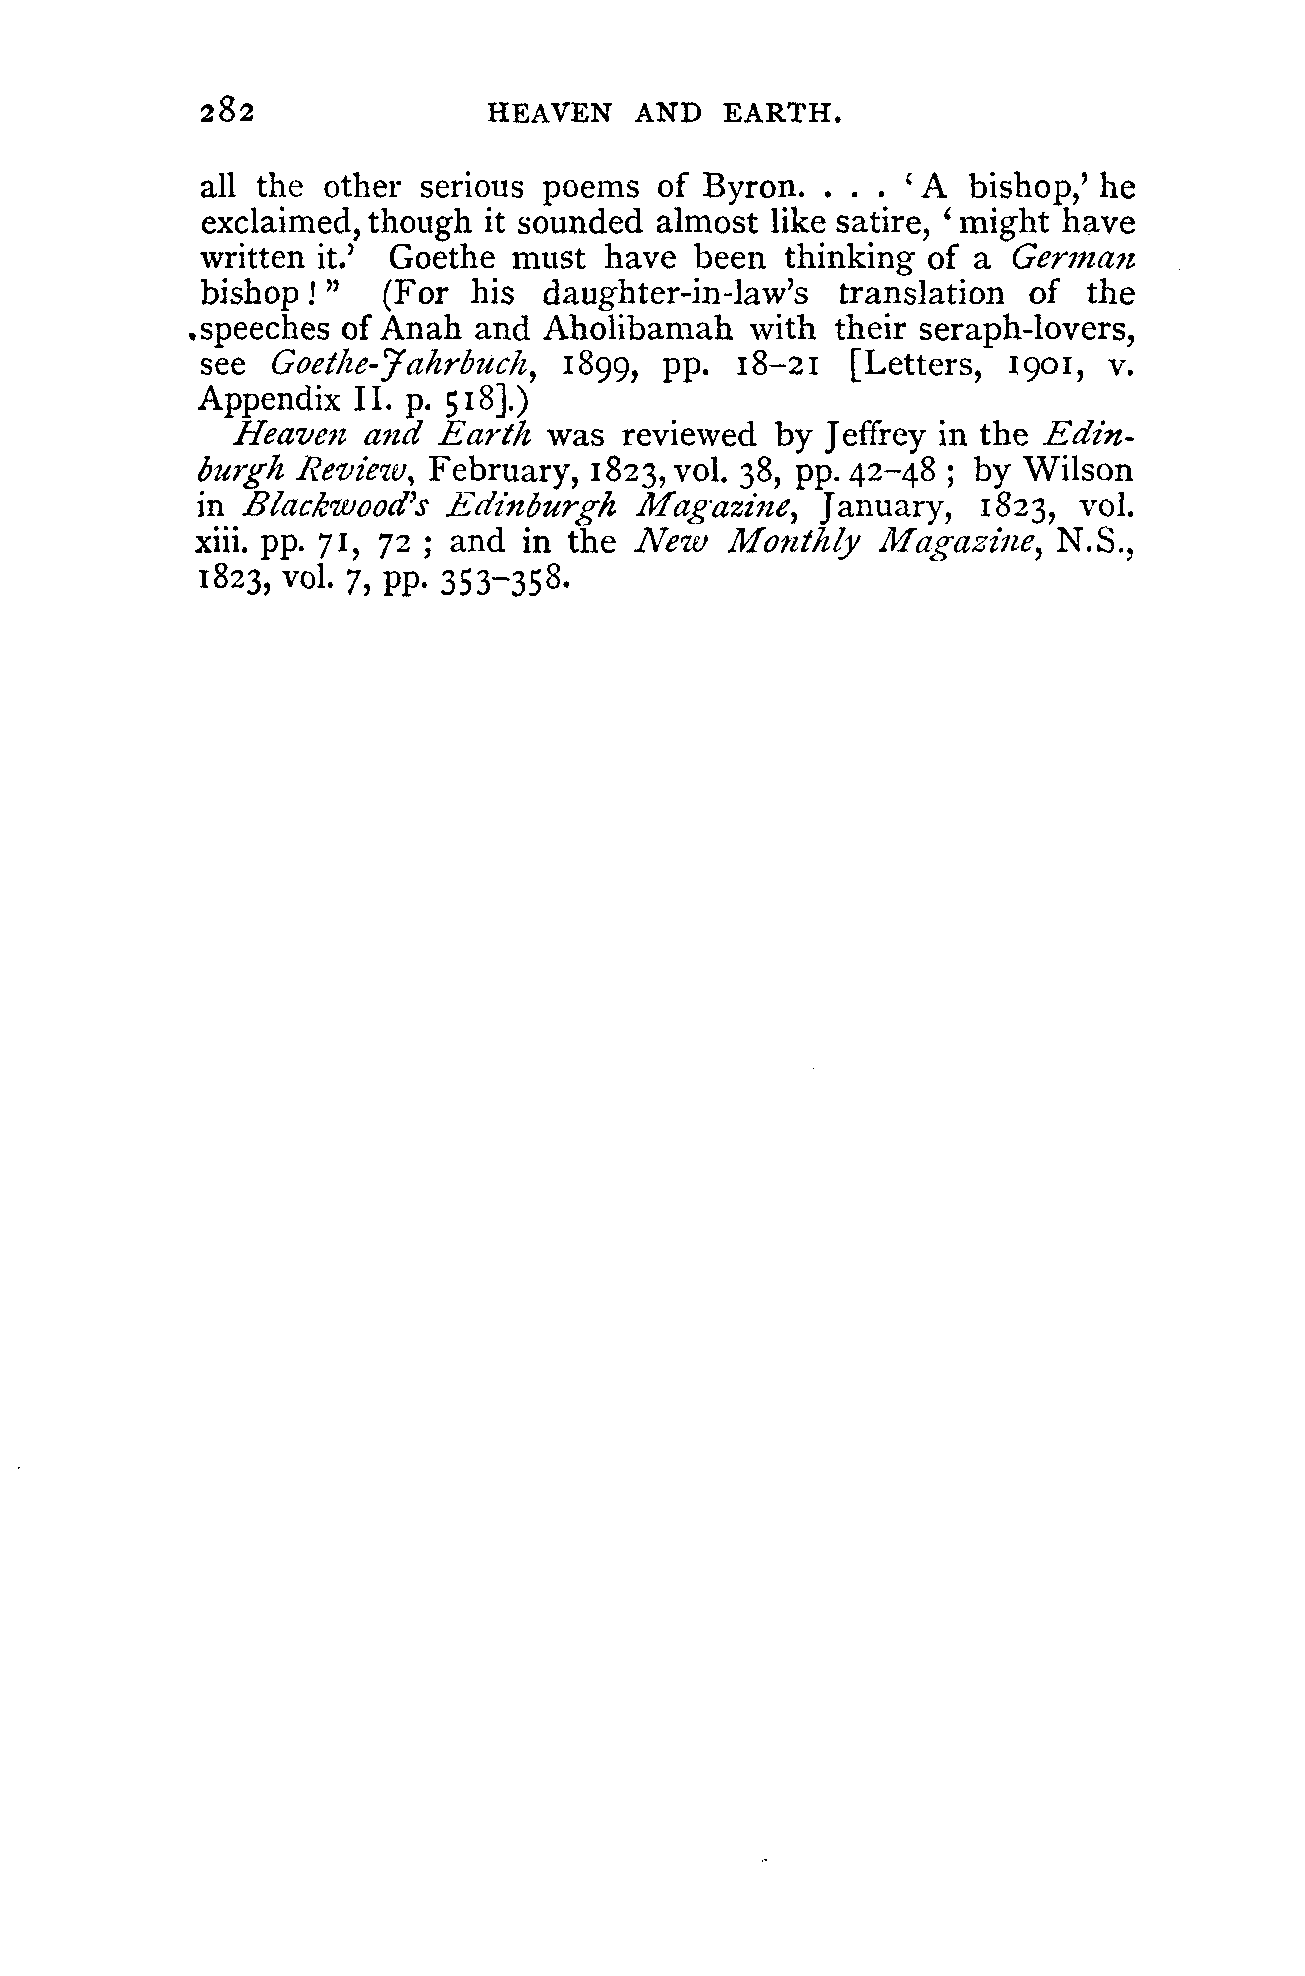 282 HEAVEN AND EARTH.
all the other serious poems of Byron. . . . ‘A bishop,’ he
exclaimed, though it sounded almost like satire, ‘might have
written it.’ Goethe must have been thinking of a German
bishop!” (For his daughter-in-law’s translation of the
speeches of Anah and Aholibamah with their seraph-lovers,
see Goethe-Jahrbuch, 1899, pp. 18–21 [Letters, 1901, v.
Appendix II. p. 518].)
Heaven and Earth was reviewed by Jeffrey in the Edin-
burgh Review, February, 1823, vol. 38, pp. 42–48; by Wilson
in Blackwood’s Edinburgh Magazine, January, 1823, vol.
xiii. pp. 71, 72; and in the New Monthly Magazine, N.S.,
1823, vol. 7, pp. 353–358.